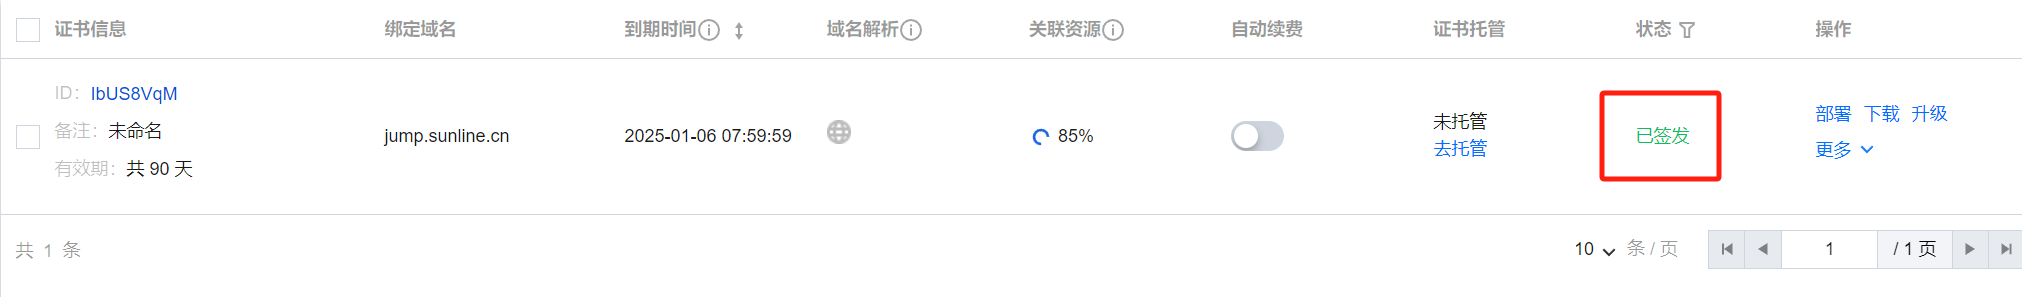 证书信息 绑定域名 到期时间 域名解析 关联资源 自动续费 证书托管 状态 操作
ID: IbUS8VqM
备注: 未命名
有效期: 共 90 天
jump.sunline.cn
2025-01-06 07:59:59
85%
未托管
去托管
已签发
部署 下载 升级
更多
共 1 条
10 条 / 页
1 / 1 页